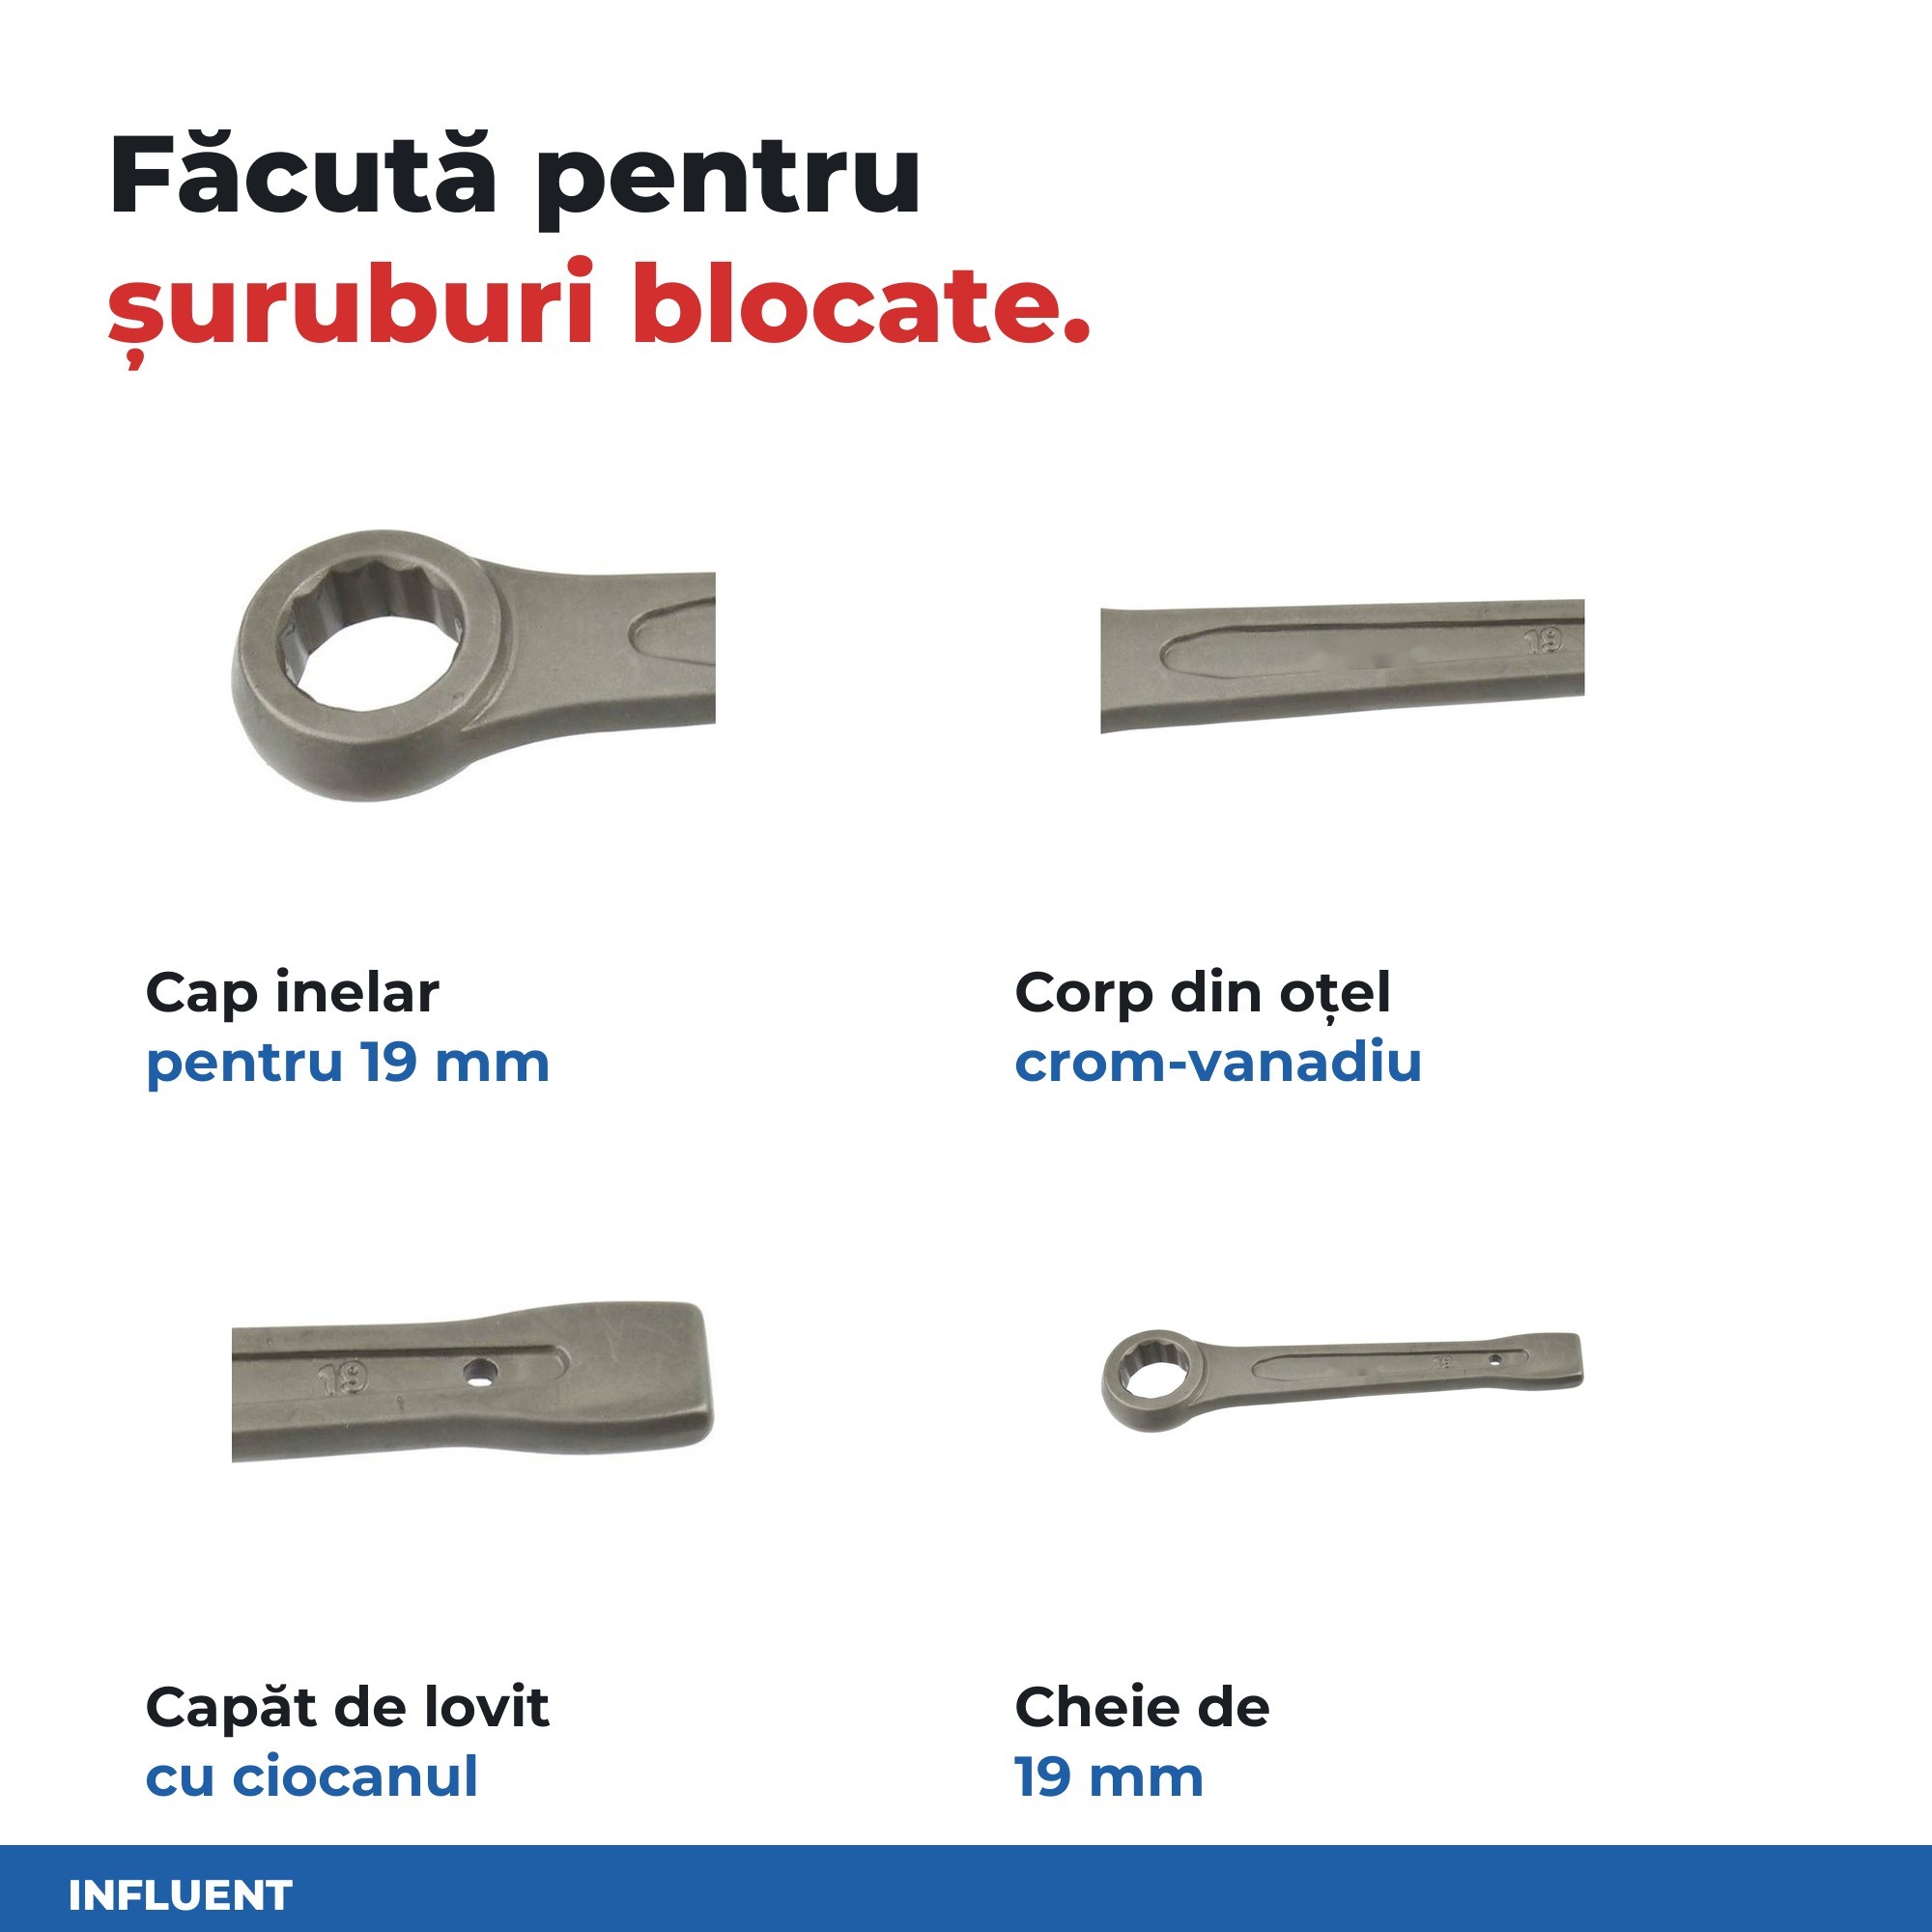 Făcută pentru
șuruburi blocate.
19
Cap inelar
pentru 19 mm
Corp din oțel
crom-vanadiu
19
19
Capăt de lovit
cu ciocanul
Cheie de
19 mm
INFLUENT